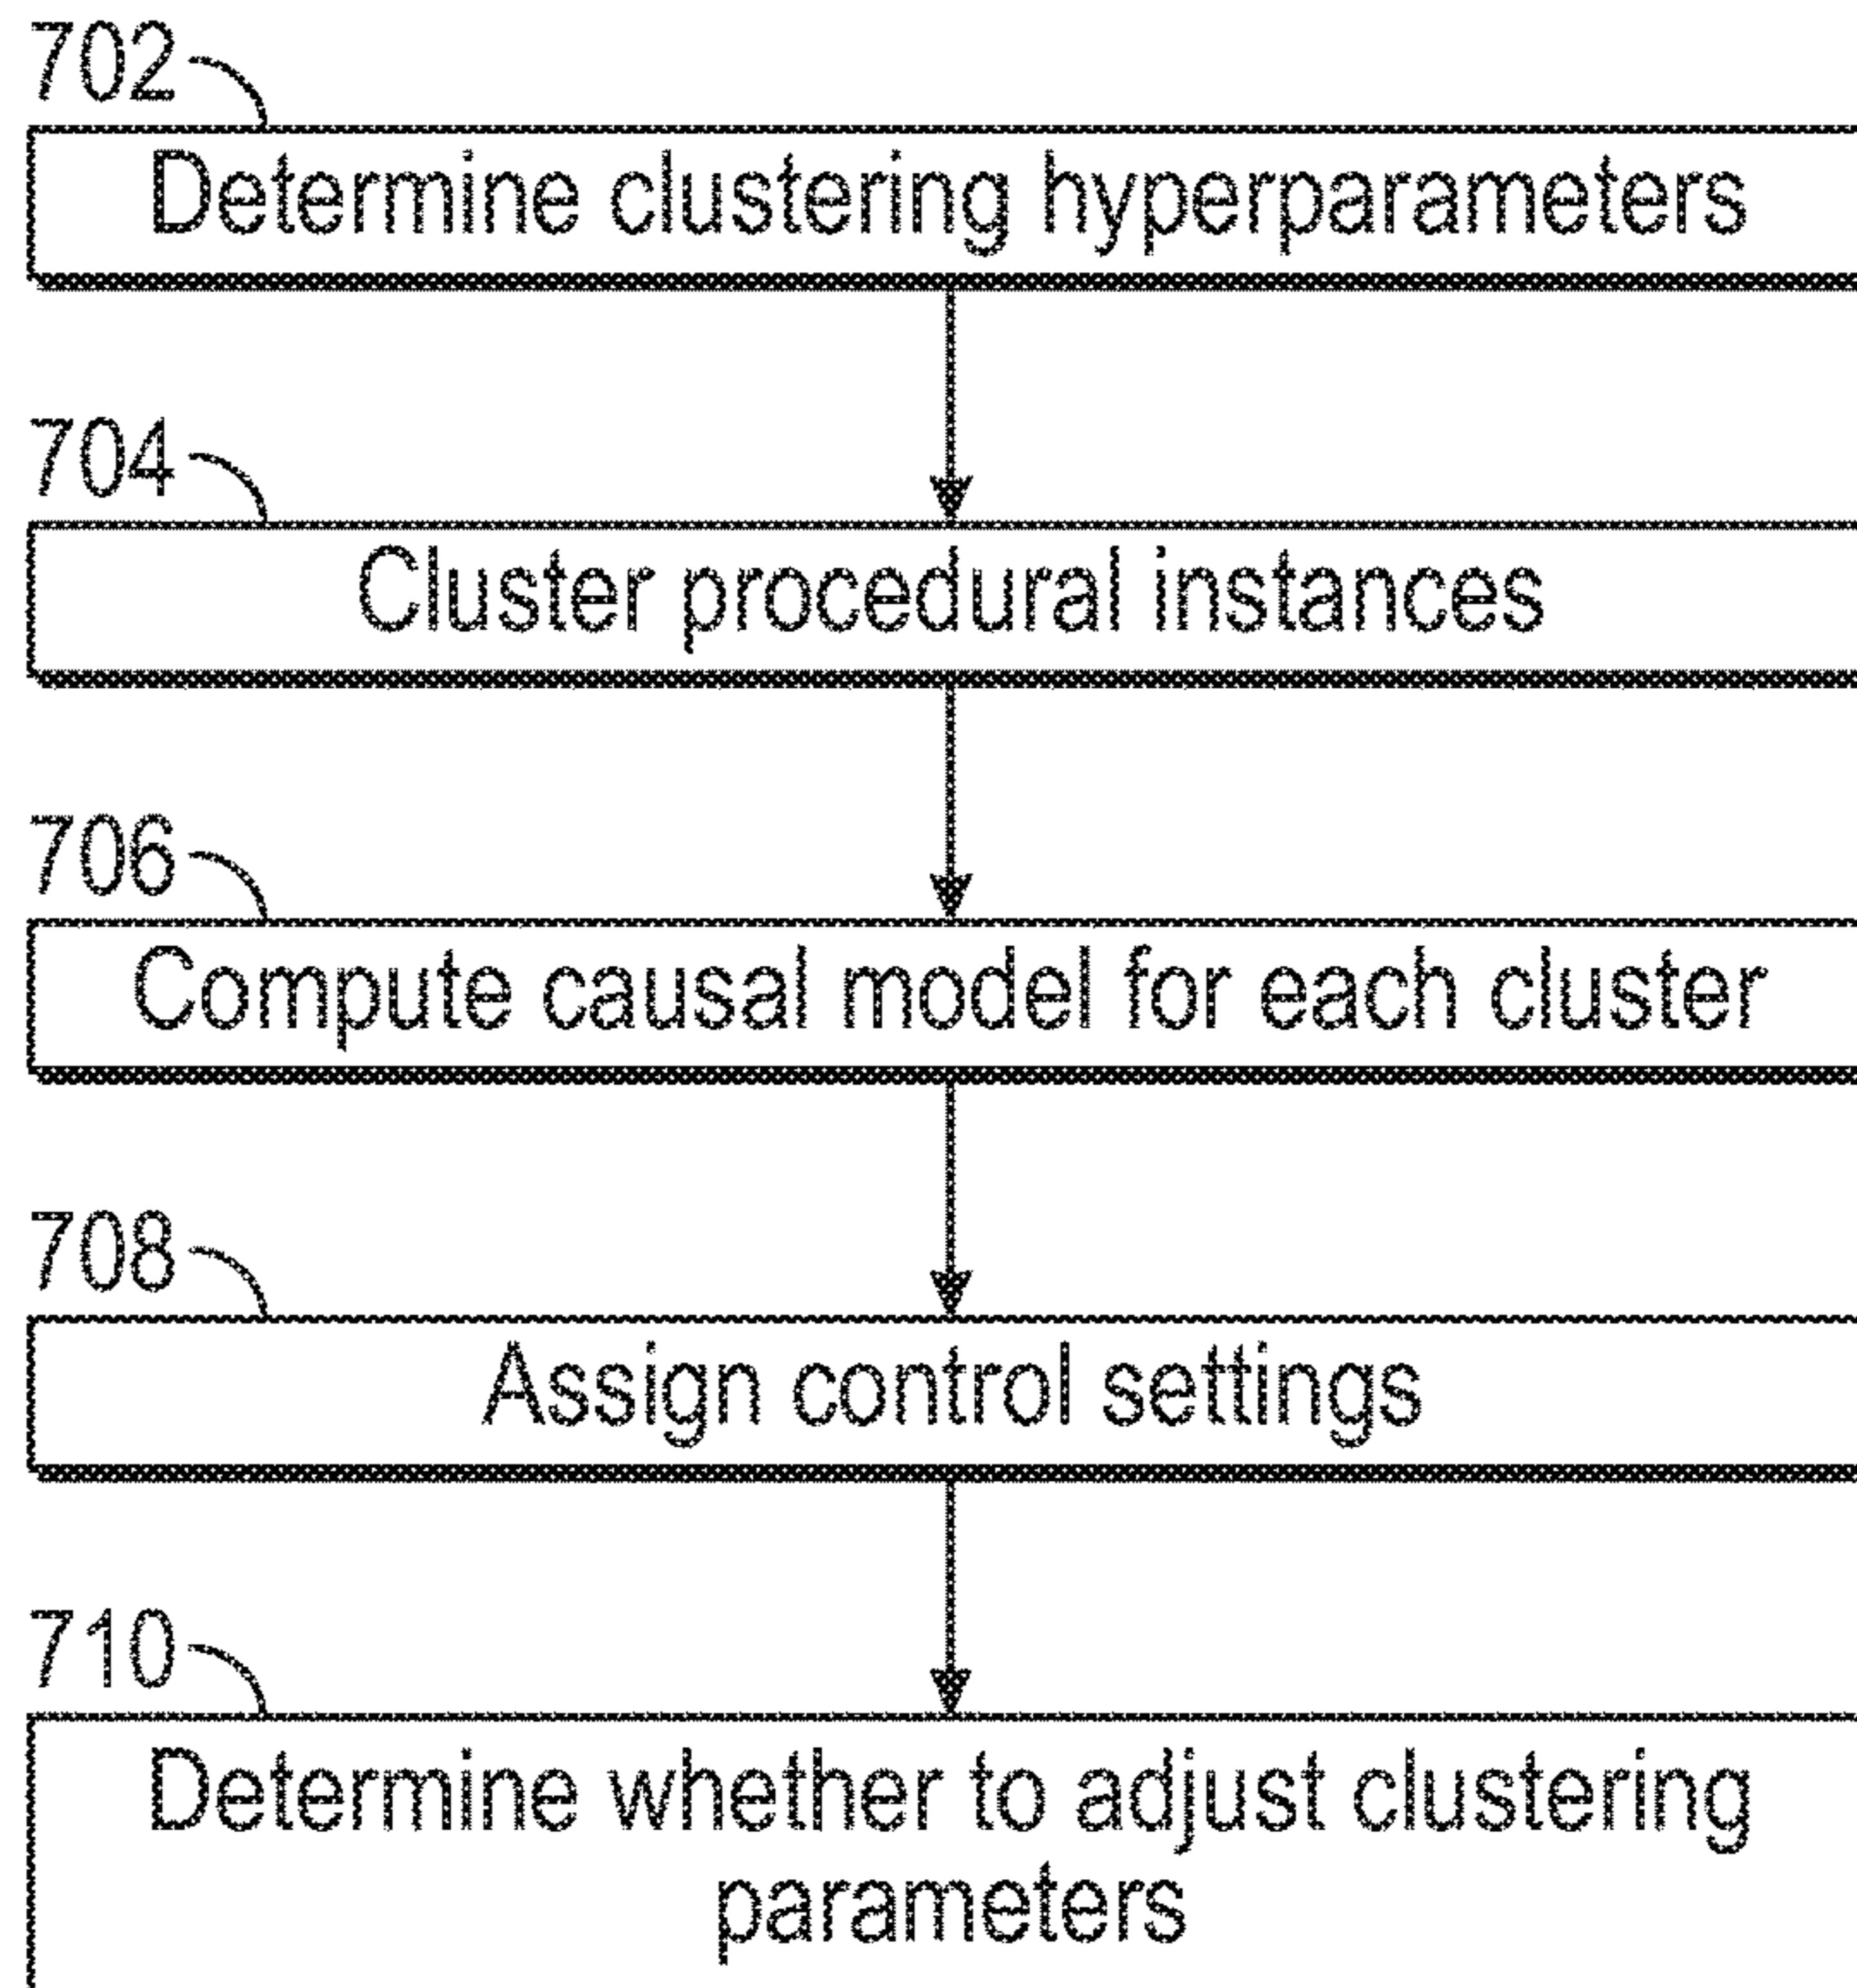 702
Determine clustering hyperparameters
704
Cluster procedural instances
706
Compute causal model for each cluster
708
Assign control settings
710
Determine whether to adjust clustering
parameters